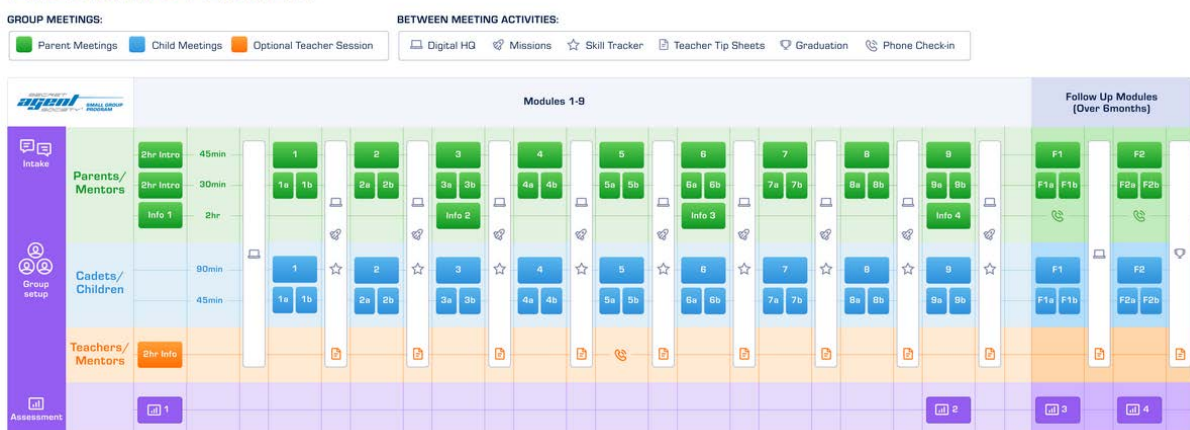 GROUP MEETINGS:
BETWEEN MEETING ACTIVITIES:
Parent Meetings Child Meetings Optional Teacher Session
Digital HQ Missions Skill Tracker Teacher Tip Sheets Graduation Phone Check-in
SECRET agent SOCIETY SMALL GROUP PROGRAM
Modules 1-9
Follow Up Modules
(Over 6months)
Intake
Parents/
Mentors
2hr Intro 45min 1 2 3 4 5 6 7 8 9 F1 F2
2hr Intro 30min 1a 1b 2a 2b 3a 3b 4a 4b 5a 5b 6a 6b 7a 7b 8a 8b 9a 9b F1a F1b F2a F2b
Info 1 2hr Info 2 Info 3 Info 4
Group
setup
Cadets/
Children
90min 1 2 3 4 5 6 7 8 9 F1 F2
45min 1a 1b 2a 2b 3a 3b 4a 4b 5a 5b 6a 6b 7a 7b 8a 8b 9a 9b F1a F1b F2a F2b
Teachers/
Mentors
2hr Info
Assessment
1 2 3 4